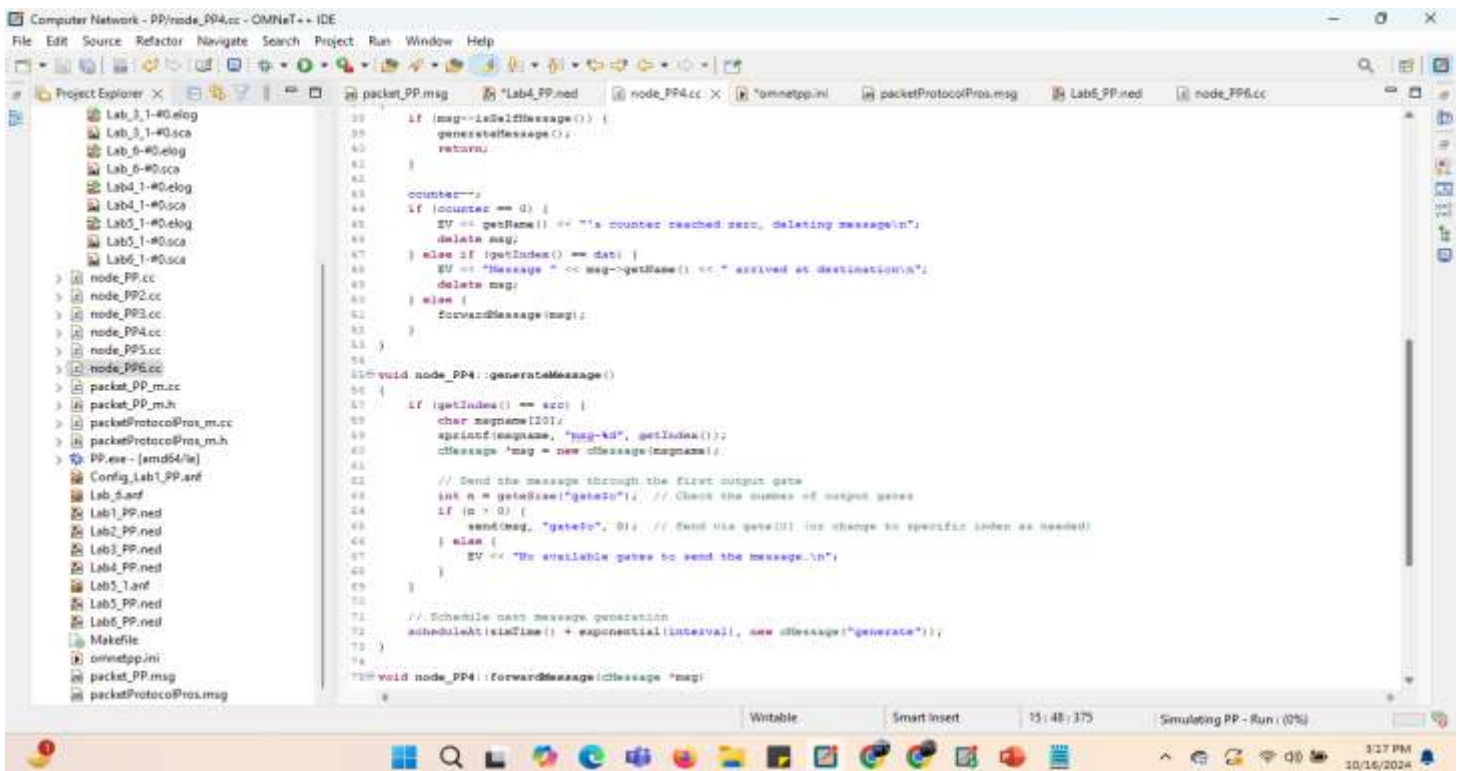 Computer Network - PP/node_PP4.cc - OMNeT++ IDE
File Edit Source Refactor Navigate Search Project Run Window Help
Project Explorer
packet_PP.msg *Lab4_PP.ned node_PP4.cc *omnetpp.ini packetProtocolPros.msg Lab6_PP.ned node_PP6.cc
Lab_3_1-#0.elog
Lab_3_1-#0.sca
Lab_6-#0.elog
Lab_6-#0.sca
Lab4_1-#0.elog
Lab4_1-#0.sca
Lab5_1-#0.elog
Lab5_1-#0.sca
Lab6_1-#0.sca
node_PP.cc
node_PP2.cc
node_PP3.cc
node_PP4.cc
node_PP5.cc
node_PP6.cc
packet_PP_m.cc
packet_PP_m.h
packetProtocolPros_m.cc
packetProtocolPros_m.h
PP.exe - [amd64/le]
Config_Lab1_PP.anf
Lab_6.anf
Lab1_PP.ned
Lab2_PP.ned
Lab3_PP.ned
Lab4_PP.ned
Lab5_1.anf
Lab5_PP.ned
Lab6_PP.ned
Makefile
omnetpp.ini
packet_PP.msg
packetProtocolPros.msg
if (msg->isSelfMessage()) {
generateMessage();
return;
}
counter--;
if (counter == 0) {
EV << getName() << "'s counter reached zero, deleting message\n";
delete msg;
} else if (getIndex() == dst) {
EV << "Message " << msg->getName() << " arrived at destination\n";
delete msg;
} else {
forwardMessage(msg);
}
}
void node_PP4::generateMessage()
{
if (getIndex() == src) {
char msgname[20];
sprintf(msgname, "msg-%d", getIndex());
cMessage *msg = new cMessage(msgname);
// Send the message through the first output gate
int n = gateSize("gate$o"); // Check the number of output gates
if (n > 0) {
send(msg, "gate$o", 0); // Send via gate[0] (or change to specific index as needed)
} else {
EV << "No available gates to send the message.\n";
}
}
// Schedule next message generation
scheduleAt(simTime() + exponential(interval), new cMessage("generate"));
}
void node_PP4::forwardMessage(cMessage *msg)
Writable Smart Insert 15 : 48 : 375 Simulating PP - Run : (0%)
3:17 PM
10/16/2024